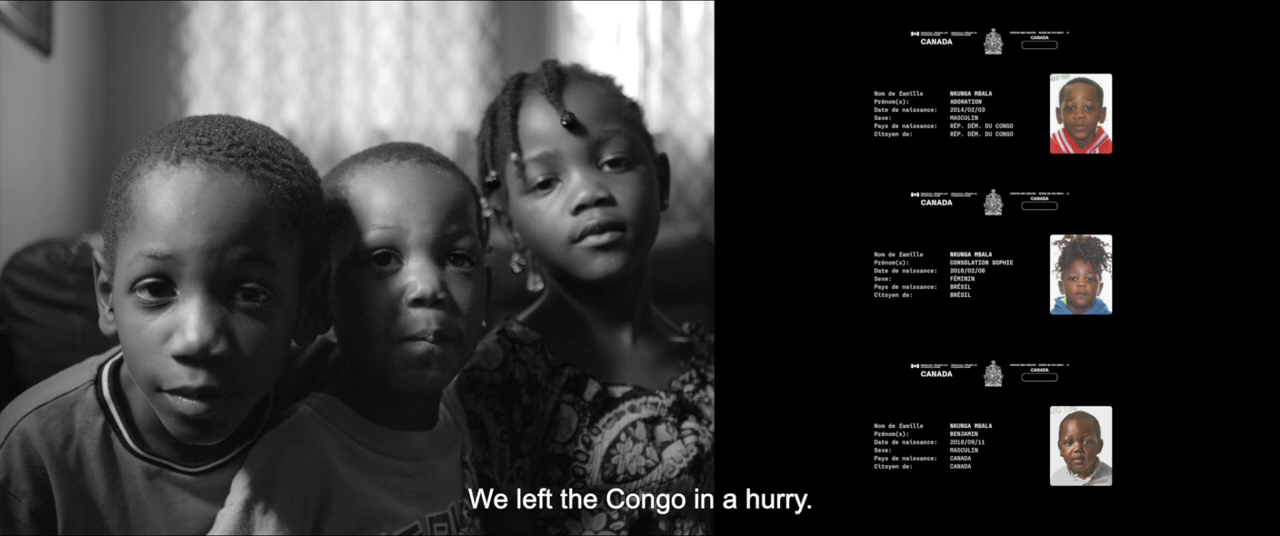 CANADA
CANADA
Nom de famille NKUNGA MBALA
Prénom(s): ADORATION
Date de naissance: 2014/02/03
Sexe: MASCULIN
Pays de naissance: RÉP. DÉM. DU CONGO
Citoyen de: RÉP. DÉM. DU CONGO
CANADA
CANADA
Nom de famille NKUNGA MBALA
Prénom(s): CONSOLATION SOPHIE
Date de naissance:
Sexe: FÉMININ
Pays de naissance: BRÉSIL
Citoyen de: BRÉSIL
CANADA
CANADA
Nom de famille NKUNGA MBALA
Prénom(s): BENJAMIN
Date de naissance: 2018/09/11
Sexe: MASCULIN
Pays de naissance: CANADA
Citoyen de: CANADA
We left the Congo in a hurry.